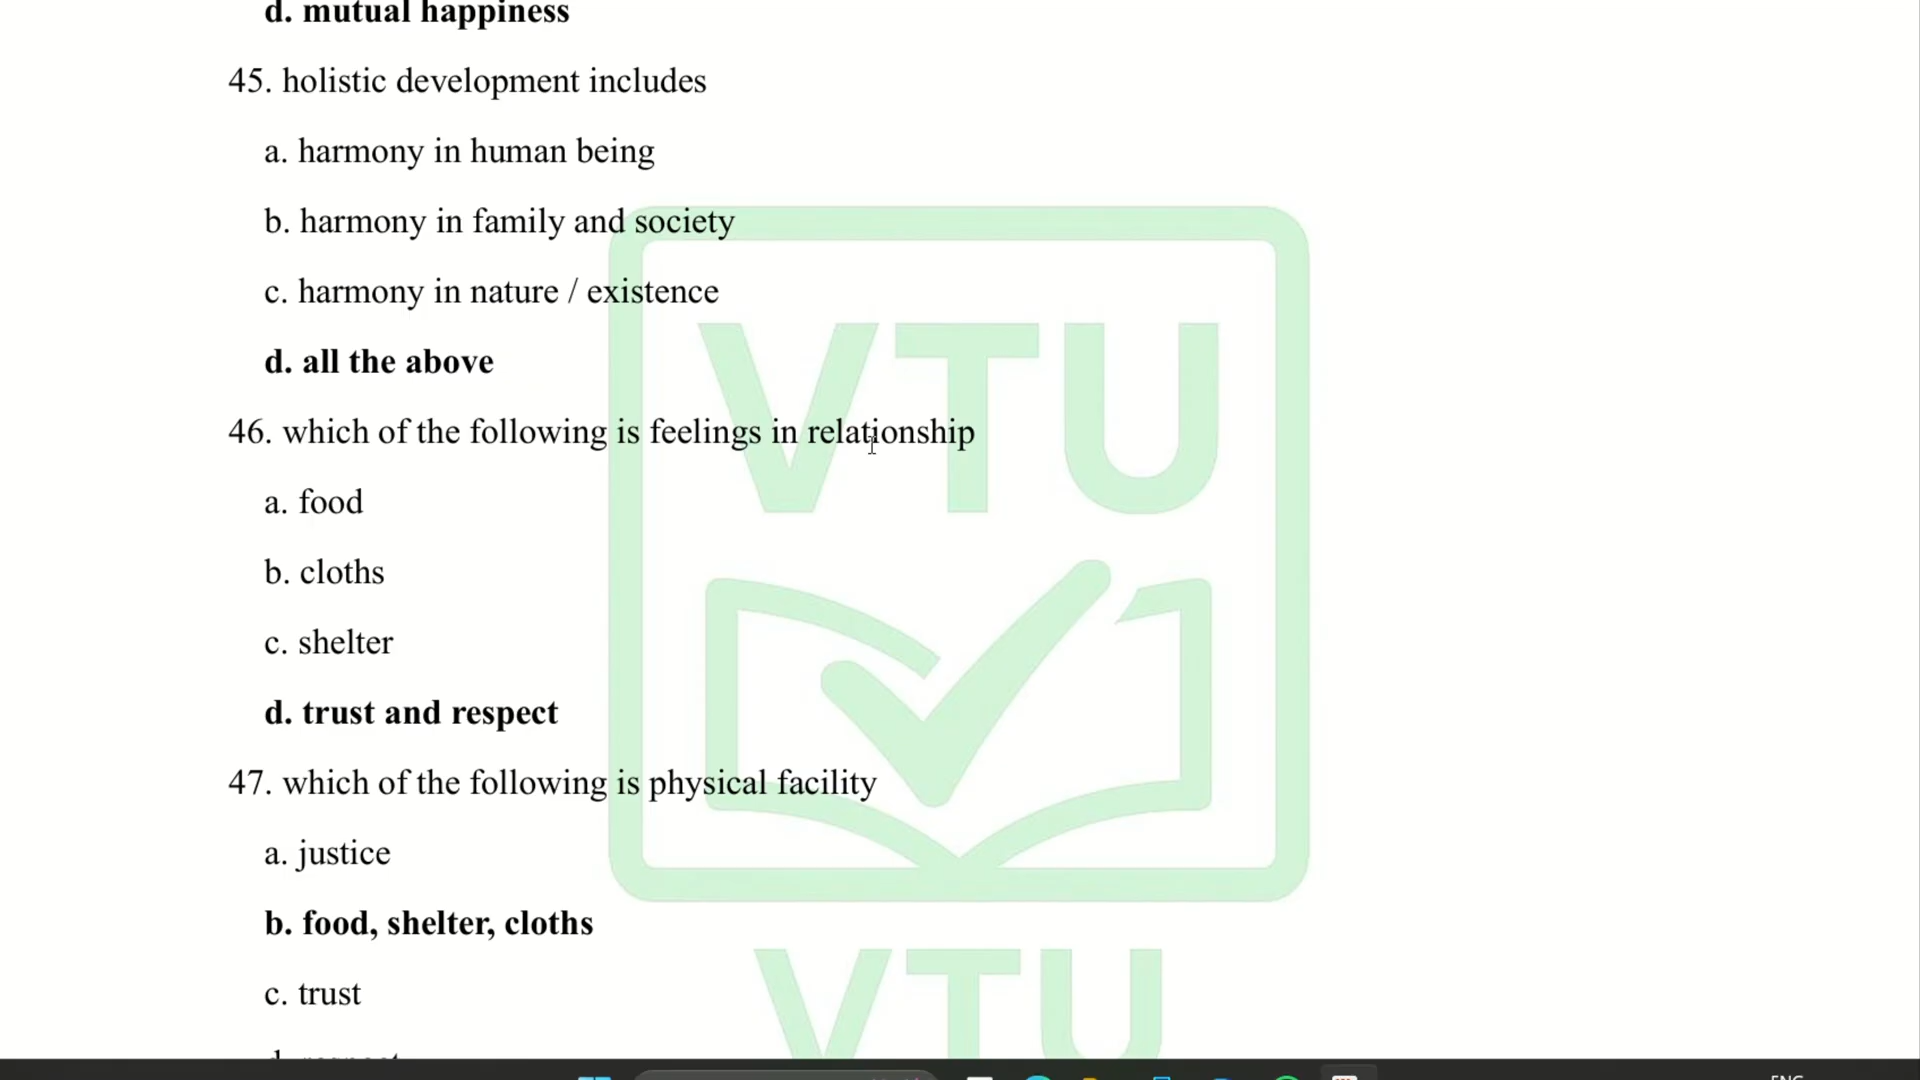 d. mutual happiness
45. holistic development includes
a. harmony in human being
b. harmony in family and society
c. harmony in nature / existence
d. all the above
46. which of the following is feelings in relationship
a. food
b. cloths
c. shelter
d. trust and respect
47. which of the following is physical facility
a. justice
b. food, shelter, cloths
c. trust
VTU
VTU